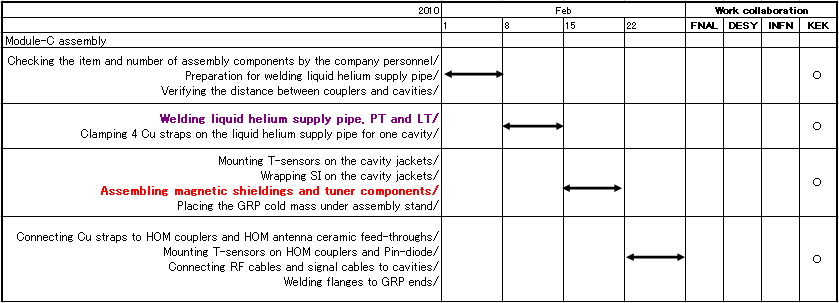 2010 Feb Work collaboration
1 8 15 22 FNAL DESY INFN KEK
Module-C assembly
Checking the item and number of assembly components by the company personnel/
Preparation for welding liquid helium supply pipe/
Verifying the distance between couplers and cavities/
○
Welding liquid helium supply pipe, PT and LT/
Clamping 4 Cu straps on the liquid helium supply pipe for one cavity/
○
Mounting T-sensors on the cavity jackets/
Wrapping SI on the cavity jackets/
Assembling magnetic shieldings and tuner components/
Placing the GRP cold mass under assembly stand/
○
Connecting Cu straps to HOM couplers and HOM antenna ceramic feed-throughs/
Mounting T-sensors on HOM couplers and Pin-diode/
Connecting RF cables and signal cables to cavities/
Welding flanges to GRP ends/
○